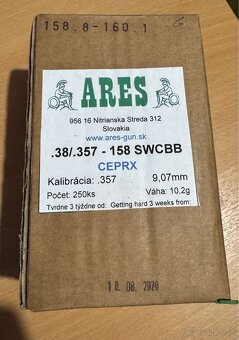 158.8-160.1
ARES
956 16 Nitrianska Streda 312
Slovakia
www.ares-gun.sk
.38/.357 - 158 SWCBB
CEPRX
Kalibrácia: .357 9,07mm
Počet: 250ks Váha: 10,2g
Tvrdne 3 týždne od: Getting hard 3 weeks from:
18 08. 2020